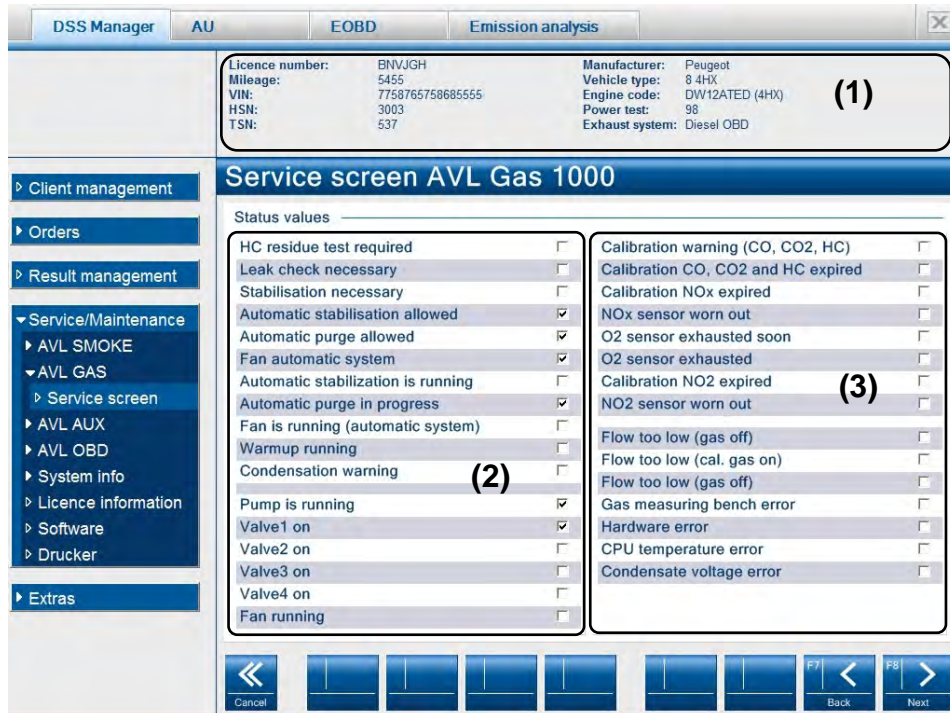 DSS Manager AU EOBD Emission analysis
Licence number: BNVJGH Manufacturer: Peugeot
Mileage: 5455 Vehicle type: 8 4HX
VIN: 7758765758685555 Engine code: DW12ATED (4HX)
HSN: 3003 Power test: 98
TSN: 537 Exhaust system: Diesel OBD
(1)
Service screen AVL Gas 1000
Client management
Orders
Result management
Service/Maintenance
AVL SMOKE
AVL GAS
Service screen
AVL AUX
AVL OBD
System info
Licence information
Software
Drucker
Extras
Status values
HC residue test required
Leak check necessary
Stabilisation necessary
Automatic stabilisation allowed
Automatic purge allowed
Fan automatic system
Automatic stabilization is running
Automatic purge in progress
Fan is running (automatic system)
Warmup running
Condensation warning
(2)
Pump is running
Valve1 on
Valve2 on
Valve3 on
Valve4 on
Fan running
Calibration warning (CO, CO2, HC)
Calibration CO, CO2 and HC expired
Calibration NOx expired
NOx sensor worn out
O2 sensor exhausted soon
O2 sensor exhausted
Calibration NO2 expired
NO2 sensor worn out
(3)
Flow too low (gas off)
Flow too low (cal. gas on)
Flow too low (gas off)
Gas measuring bench error
Hardware error
CPU temperature error
Condensate voltage error
Cancel
F7 Back
F8 Next